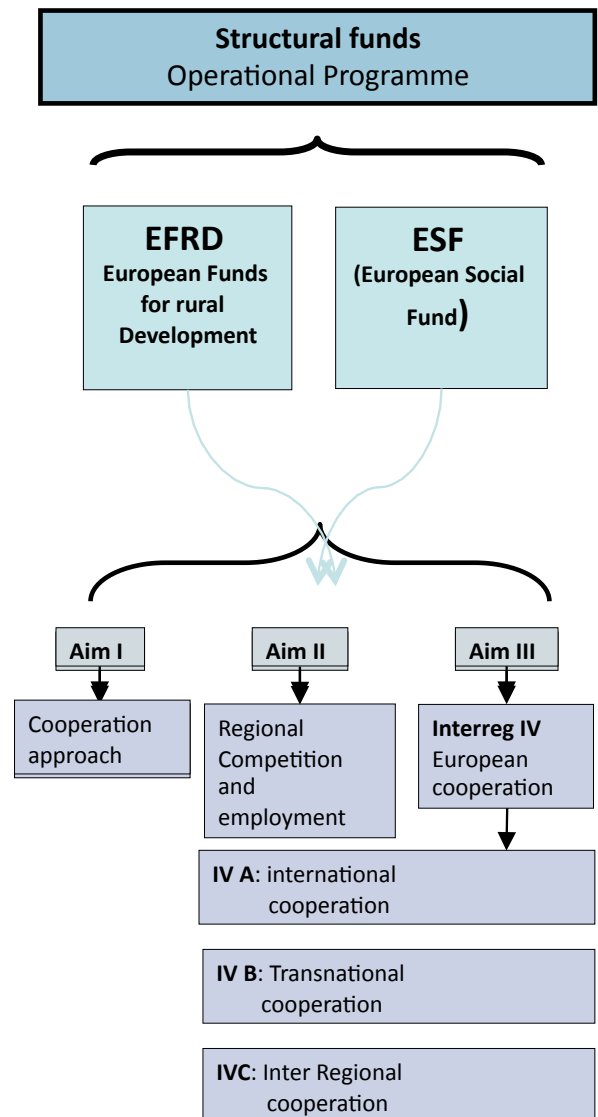 Structural funds
Operational Programme
EFRD
European Funds
for rural
Development
ESF
(European Social
Fund)
Aim I
Aim II
Aim III
Cooperation
approach
Regional
Competition
and
employment
Interreg IV
European
cooperation
IV A: international
cooperation
IV B: Transnational
cooperation
IVC: Inter Regional
cooperation